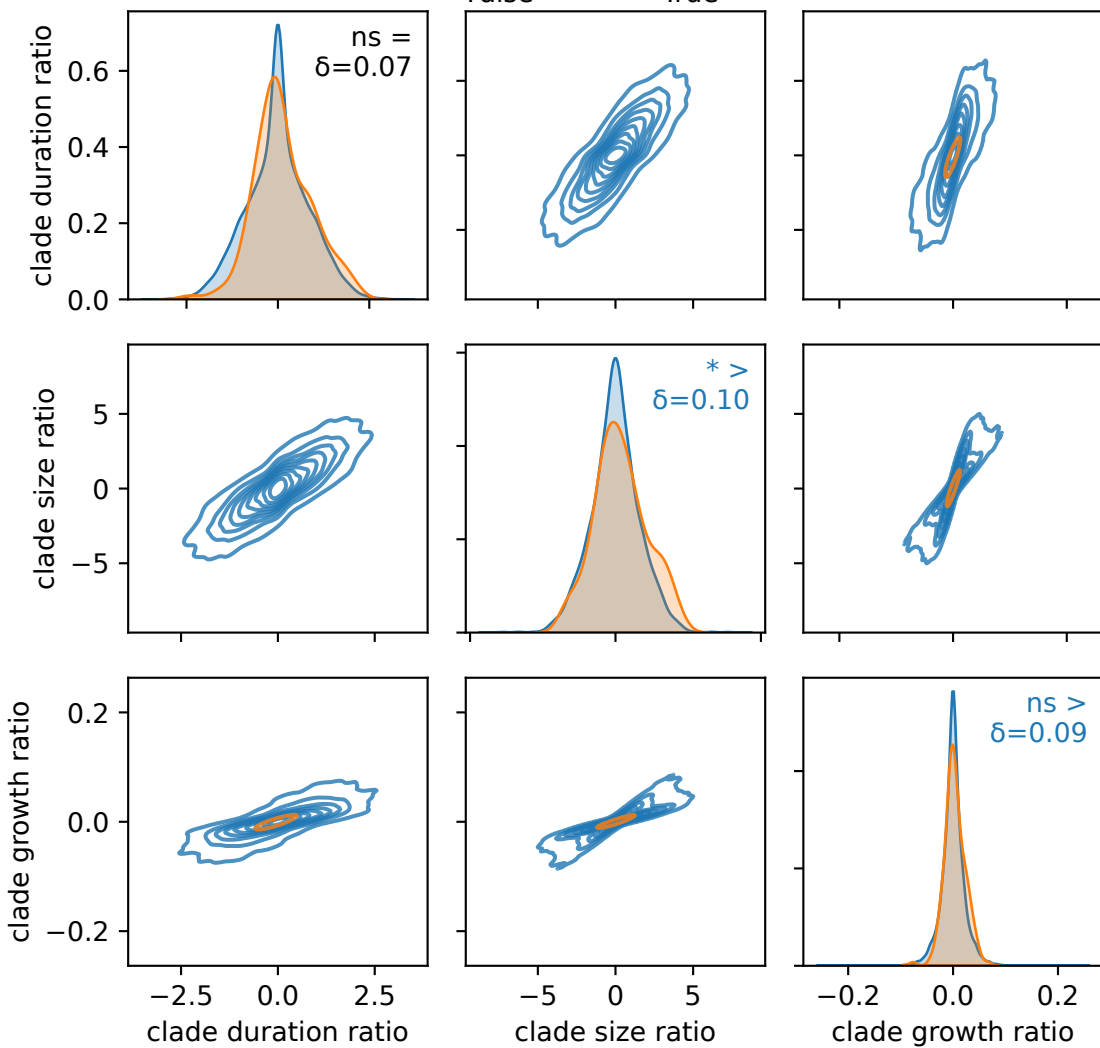 ns =
δ=0.07
clade duration ratio
0.6
0.4
0.2
0.0
* >
δ=0.10
clade size ratio
5
0
−5
ns >
δ=0.09
clade growth ratio
0.2
0.0
−0.2
−2.5 0.0 2.5
−5 0 5
−0.2 0.0 0.2
clade duration ratio
clade size ratio
clade growth ratio